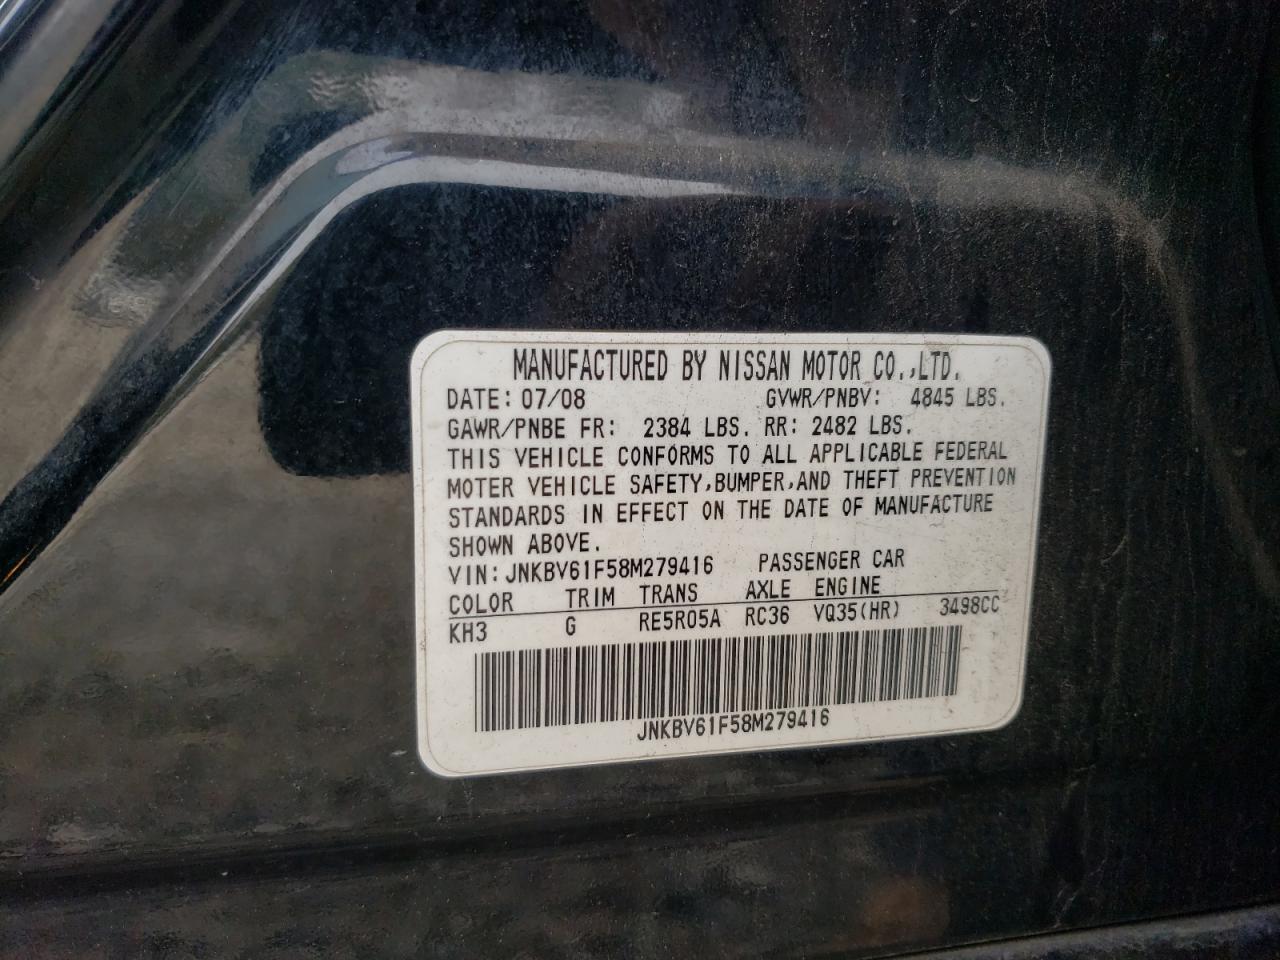 MANUFACTURED BY NISSAN MOTOR CO.,LTD.
DATE: 07/08 GVWR/PNBV: 4845 LBS.
GAWR/PNBE FR: 2384 LBS. RR: 2482 LBS.
THIS VEHICLE CONFORMS TO ALL APPLICABLE FEDERAL
MOTER VEHICLE SAFETY,BUMPER,AND THEFT PREVENTION
STANDARDS IN EFFECT ON THE DATE OF MANUFACTURE
SHOWN ABOVE.
VIN:JNKBV61F58M279416 PASSENGER CAR
COLOR TRIM TRANS AXLE ENGINE
KH3 G RE5R05A RC36 VQ35(HR) 3498CC
JNKBV61F58M279416